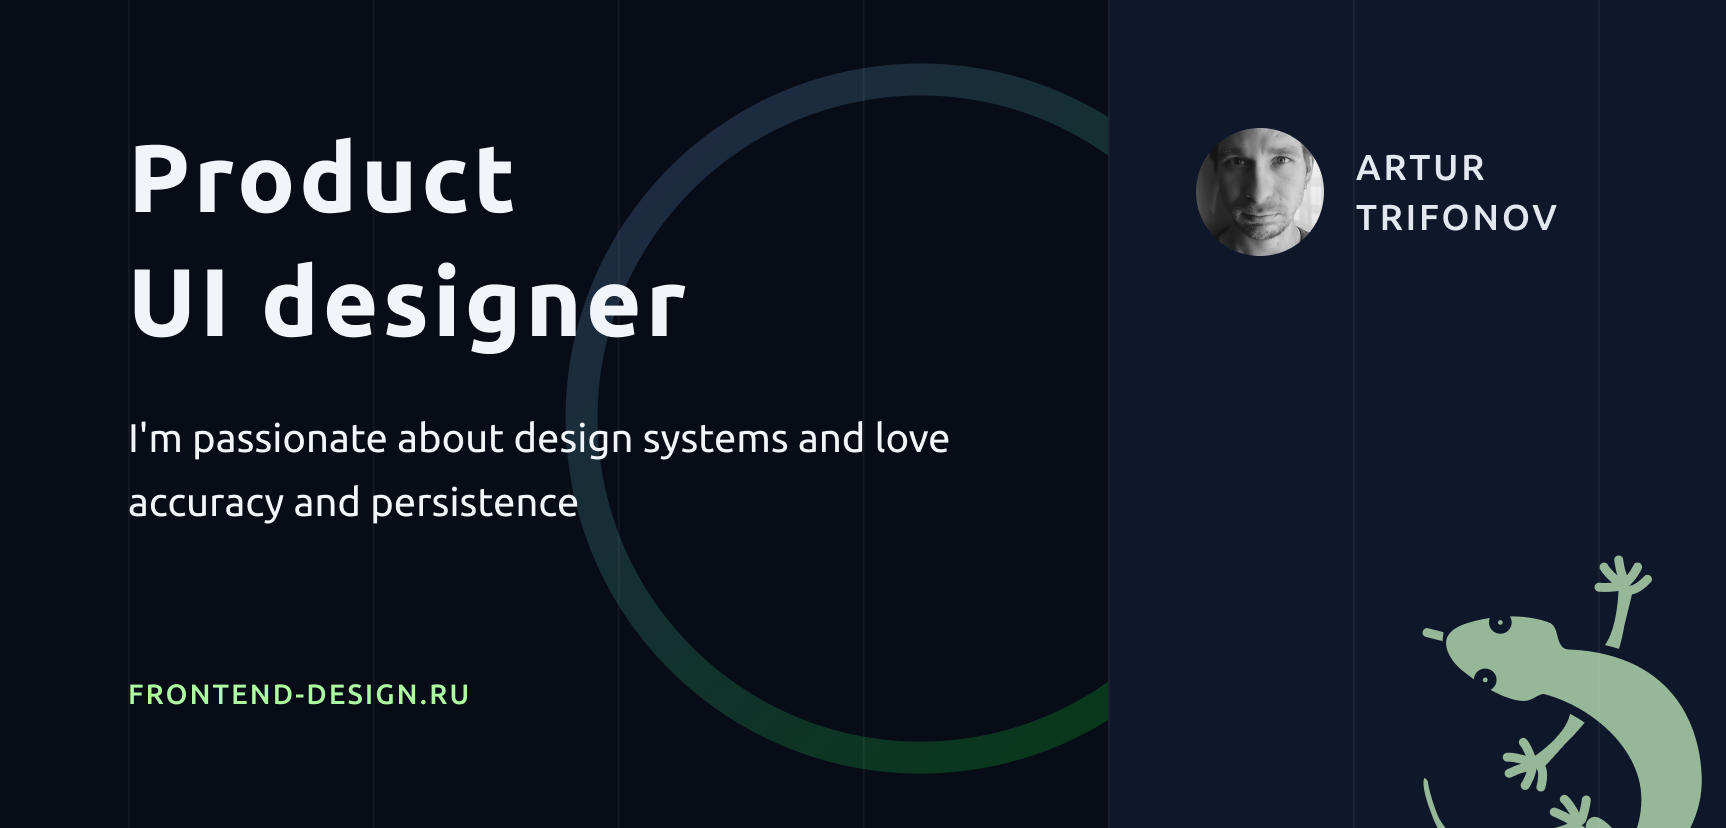 Product
UI designer
I'm passionate about design systems and love
accuracy and persistence
FRONTEND-DESIGN.RU
ARTUR
TRIFONOV